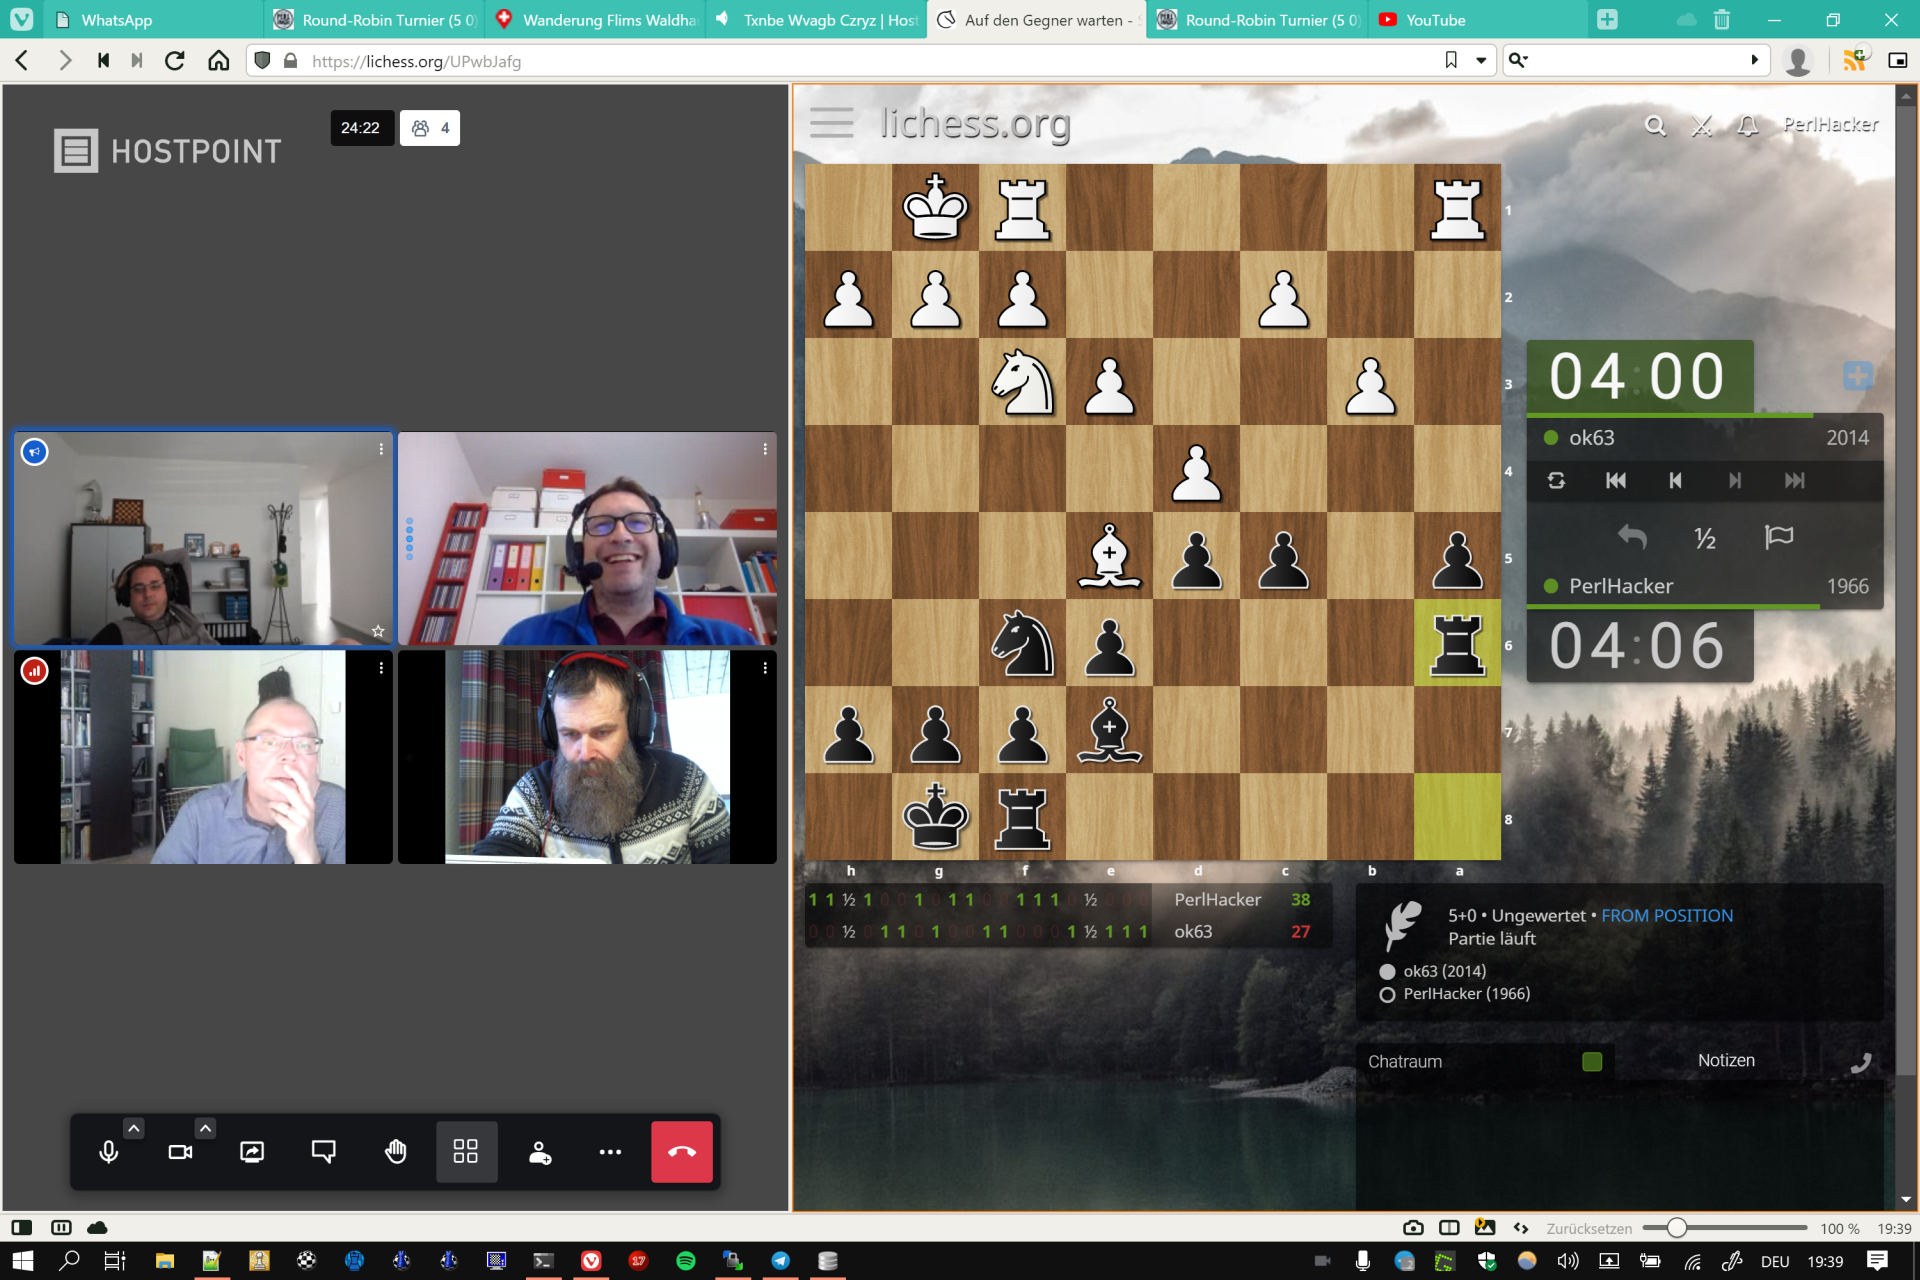 WhatsApp
Round-Robin Turnier (5 0)
Wanderung Flims Waldha
Txnbe Wvagb Czryz | Host
Auf den Gegner warten -
Round-Robin Turnier (5 0)
YouTube
https://lichess.org/UPwbJafg
HOSTPOINT
24:22
4
lichess.org
PerlHacker
1
2
3
4
5
6
7
8
h g f e d c b a
04:00
ok63 2014
½
PerlHacker 1966
04:06
1 1 ½ 1 0 0 1 0 1 1 0 0 1 1 1 0 ½ 0 0 0 PerlHacker 38
0 0 ½ 0 1 1 0 1 0 0 1 1 0 0 0 1 ½ 1 1 1 ok63 27
5+0 • Ungewertet • FROM POSITION
Partie läuft
ok63 (2014)
PerlHacker (1966)
Chatraum
Notizen
Zurücksetzen
100 %
19:39
17
2
DEU
19:39